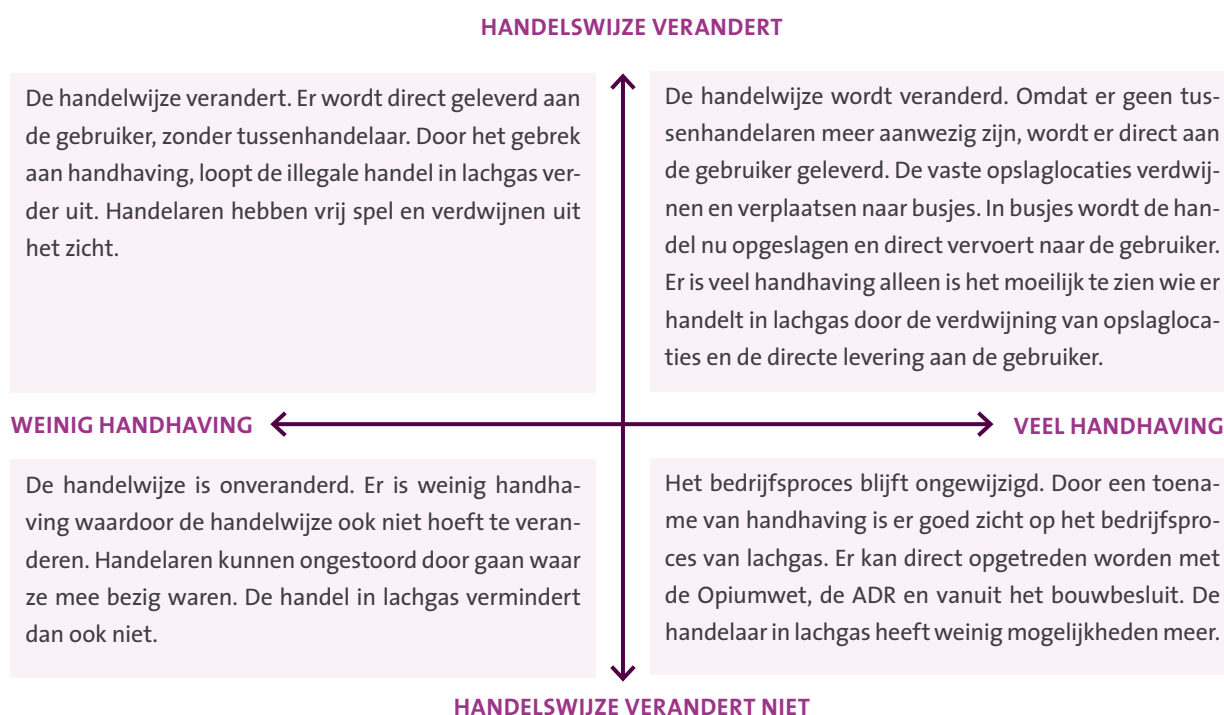 HANDELSWIJZE VERANDERT
De handelwijze verandert. Er wordt direct geleverd aan
de gebruiker, zonder tussenhandelaar. Door het gebrek
aan handhaving, loopt de illegale handel in lachgas ver-
der uit. Handelaren hebben vrij spel en verdwijnen uit
het zicht.
De handelwijze wordt veranderd. Omdat er geen tus-
senhandelaren meer aanwezig zijn, wordt er direct aan
de gebruiker geleverd. De vaste opslaglocaties verdwij-
nen en verplaatsen naar busjes. In busjes wordt de han-
del nu opgeslagen en direct vervoert naar de gebruiker.
Er is veel handhaving alleen is het moeilijk te zien wie er
handelt in lachgas door de verdwijning van opslagloca-
ties en de directe levering aan de gebruiker.
WEINIG HANDHAVING
VEEL HANDHAVING
De handelwijze is onveranderd. Er is weinig handha-
ving waardoor de handelwijze ook niet hoeft te veran-
deren. Handelaren kunnen ongestoord door gaan waar
ze mee bezig waren. De handel in lachgas vermindert
dan ook niet.
Het bedrijfsproces blijft ongewijzigd. Door een toena-
me van handhaving is er goed zicht op het bedrijfspro-
ces van lachgas. Er kan direct opgetreden worden met
de Opiumwet, de ADR en vanuit het bouwbesluit. De
handelaar in lachgas heeft weinig mogelijkheden meer.
HANDELSWIJZE VERANDERT NIET